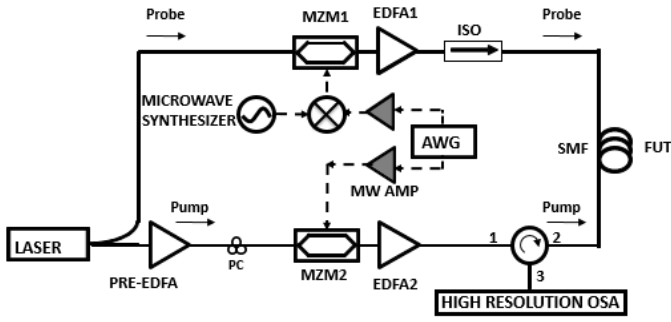 Probe
MZM1
EDFA1
ISO
Probe
MICROWAVE
SYNTHESIZER
AWG
MW AMP
SMF
FUT
Pump
Pump
LASER
PRE-EDFA
PC
MZM2
EDFA2
1
2
3
HIGH RESOLUTION OSA